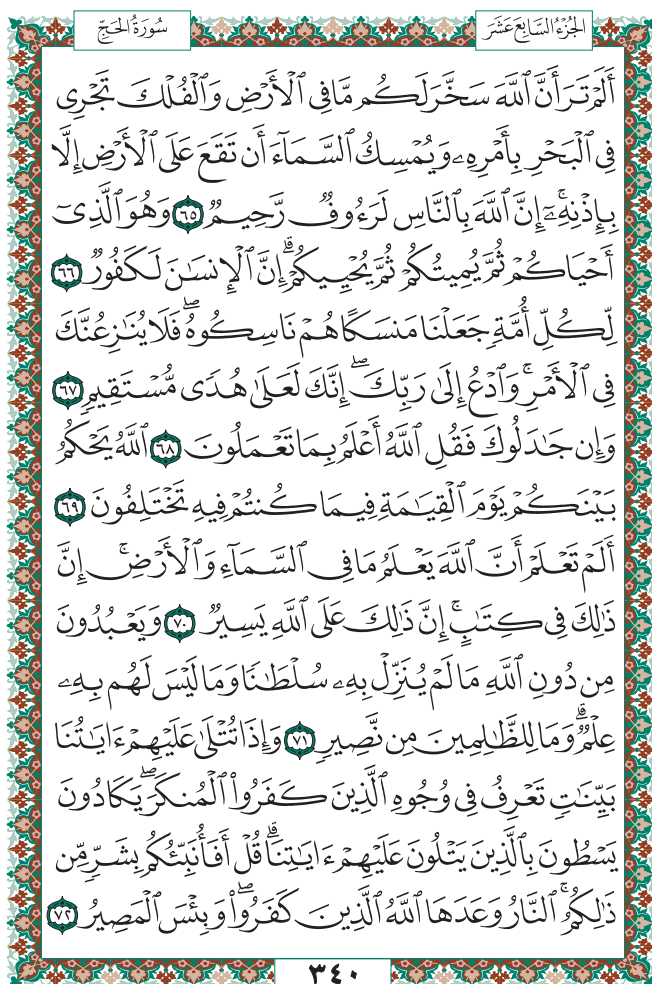 الجُزْءُ السَّابِعَ عَشَرَ
سُورَةُ الحَجِّ
أَلَمْ تَرَ أَنَّ ٱللَّهَ سَخَّرَ لَكُم مَّا فِى ٱلْأَرْضِ وَٱلْفُلْكَ تَجْرِى
فِى ٱلْبَحْرِ بِأَمْرِهِۦ وَيُمْسِكُ ٱلسَّمَآءَ أَن تَقَعَ عَلَى ٱلْأَرْضِ إِلَّا
بِإِذْنِهِۦٓ ۚ إِنَّ ٱللَّهَ بِٱلنَّاسِ لَرَءُوفٌ رَّحِيمٌ ٦٥ وَهُوَ ٱلَّذِىٓ
أَحْيَاكُمْ ثُمَّ يُمِيتُكُمْ ثُمَّ يُحْيِيكُمْ ۗ إِنَّ ٱلْإِنسَـٰنَ لَكَفُورٌ ٦٦
لِّكُلِّ أُمَّةٍ جَعَلْنَا مَنسَكًا هُمْ نَاسِكُوهُ ۖ فَلَا يُنَـٰزِعُنَّكَ
فِى ٱلْأَمْرِ ۚ وَٱدْعُ إِلَىٰ رَبِّكَ ۖ إِنَّكَ لَعَلَىٰ هُدًى مُّسْتَقِيمٍ ٦٧
وَإِن جَـٰدَلُوكَ فَقُلِ ٱللَّهُ أَعْلَمُ بِمَا تَعْمَلُونَ ٦٨ ٱللَّهُ يَحْكُمُ
بَيْنَكُمْ يَوْمَ ٱلْقِيَـٰمَةِ فِيمَا كُنتُمْ فِيهِ تَخْتَلِفُونَ ٦٩
أَلَمْ تَعْلَمْ أَنَّ ٱللَّهَ يَعْلَمُ مَا فِى ٱلسَّمَآءِ وَٱلْأَرْضِ ۗ إِنَّ
ذَٰلِكَ فِى كِتَـٰبٍ ۚ إِنَّ ذَٰلِكَ عَلَى ٱللَّهِ يَسِيرٌ ٧٠ وَيَعْبُدُونَ
مِن دُونِ ٱللَّهِ مَا لَمْ يُنَزِّلْ بِهِۦ سُلْطَـٰنًا وَمَا لَيْسَ لَهُم بِهِۦ
عِلْمٌ ۗ وَمَا لِلظَّـٰلِمِينَ مِن نَّصِيرٍ ٧١ وَإِذَا تُتْلَىٰ عَلَيْهِمْ ءَايَـٰتُنَا
بَيِّنَـٰتٍ تَعْرِفُ فِى وُجُوهِ ٱلَّذِينَ كَفَرُوا۟ ٱلْمُنكَرَ ۖ يَكَادُونَ
يَسْطُونَ بِٱلَّذِينَ يَتْلُونَ عَلَيْهِمْ ءَايَـٰتِنَا ۗ قُلْ أَفَأُنَبِّئُكُم بِشَرٍّ مِّن
ذَٰلِكُمُ ۚ ٱلنَّارُ وَعَدَهَا ٱللَّهُ ٱلَّذِينَ كَفَرُوا۟ ۖ وَبِئْسَ ٱلْمَصِيرُ ٧٢
٣٤٠